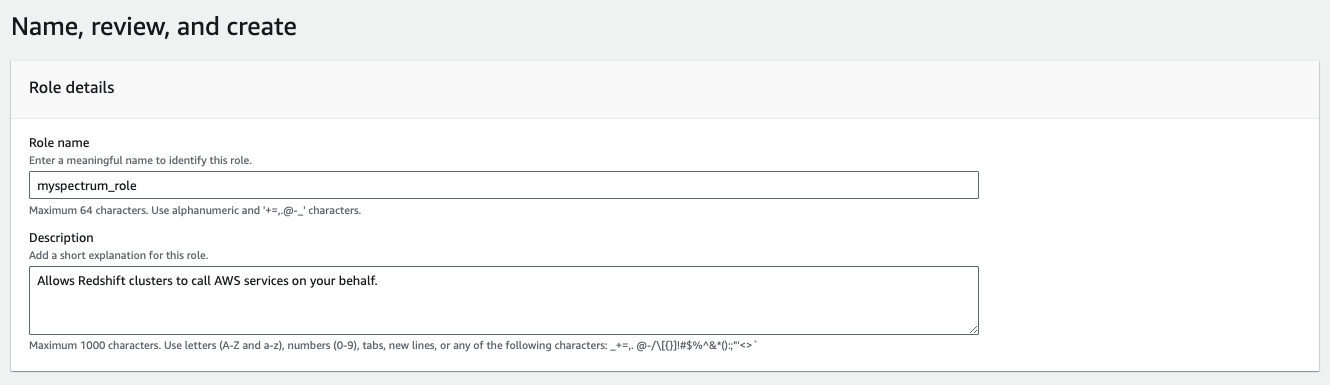 Name, review, and create
Role details
Role name
Enter a meaningful name to identify this role.
myspectrum_role
Maximum 64 characters. Use alphanumeric and '+=,.@-_' characters.
Description
Add a short explanation for this role.
Allows Redshift clusters to call AWS services on your behalf.
Maximum 1000 characters. Use letters (A-Z and a-z), numbers (0-9), tabs, new lines, or any of the following characters: _+=,. @-/\[{}]!#$%^&*();:"'<>`